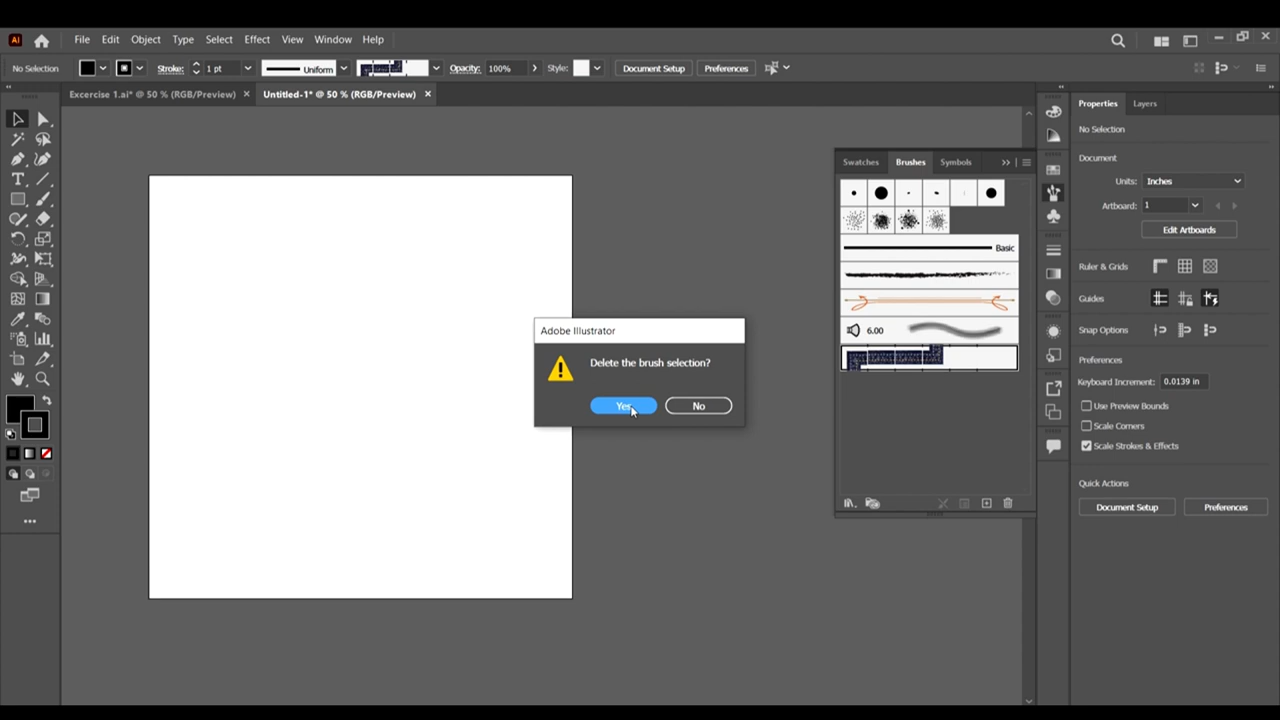 Ai File Edit Object Type Select Effect View Window Help
No Selection Stroke: 1 pt Uniform Opacity: 100% Style: Document Setup Preferences
Excercise 1.ai* @ 50 % (RGB/Preview) Untitled-1* @ 50 % (RGB/Preview)
Properties Layers
No Selection
Document
Units: Inches
Artboard: 1
Edit Artboards
Ruler & Grids
Guides
Snap Options
Preferences
Keyboard Increment: 0.0139 in
Use Preview Bounds
Scale Corners
Scale Strokes & Effects
Quick Actions
Document Setup Preferences
Swatches Brushes Symbols
Basic
6.00
Adobe Illustrator
Delete the brush selection?
Yes No